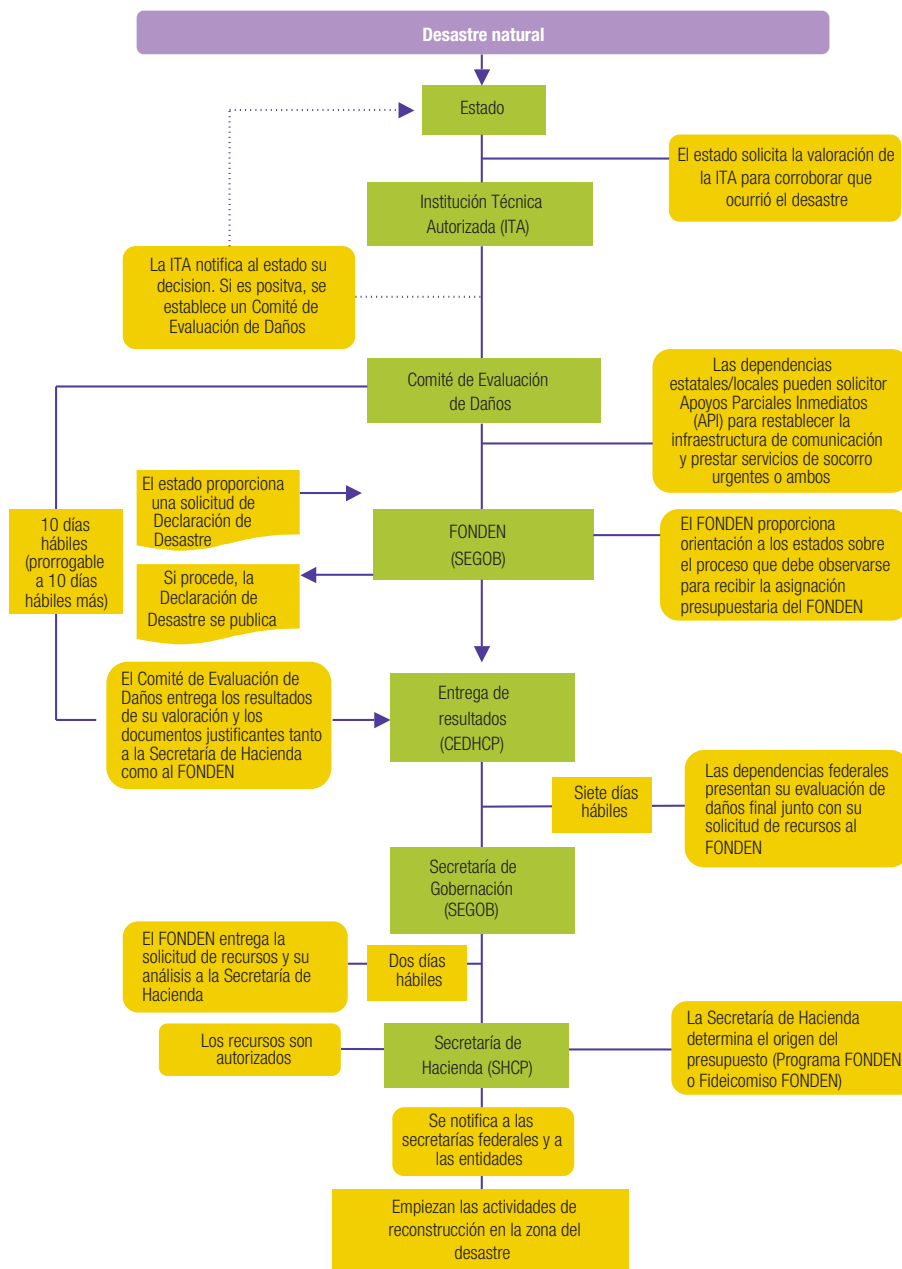 Desastre natural
Estado
El estado solicita la valoración de
la ITA para corroborar que
ocurrió el desastre
Institución Técnica
Autorizada (ITA)
La ITA notifica al estado su
decision. Si es positva, se
establece un Comité de
Evaluación de Daños
Comité de Evaluación
de Daños
Las dependencias
estatales/locales pueden solicitor
Apoyos Parciales Inmediatos
(API) para restablecer la
infraestructura de comunicación
y prestar servicios de socorro
urgentes o ambos
El estado proporciona
una solicitud de
Declaración de
Desastre
10 días
hábiles
(prorrogable
a 10 días
hábiles más)
FONDEN
(SEGOB)
El FONDEN proporciona
orientación a los estados sobre
el proceso que debe observarse
para recibir la asignación
presupuestaria del FONDEN
Si procede, la
Declaración de
Desastre se publica
El Comité de Evaluación de
Daños entrega los resultados
de su valoración y los
documentos justificantes tanto
a la Secretaría de Hacienda
como al FONDEN
Entrega de
resultados
(CEDHCP)
Siete días
hábiles
Las dependencias federales
presentan su evaluación de
daños final junto con su
solicitud de recursos al
FONDEN
Secretaría de
Gobernación
(SEGOB)
El FONDEN entrega la
solicitud de recursos y su
análisis a la Secretaría de
Hacienda
Dos días
hábiles
Los recursos son
autorizados
Secretaría de
Hacienda (SHCP)
La Secretaría de Hacienda
determina el origen del
presupuesto (Programa FONDEN
o Fideicomiso FONDEN)
Se notifica a las
secretarías federales y a
las entidades
Empiezan las actividades de
reconstrucción en la zona del
desastre